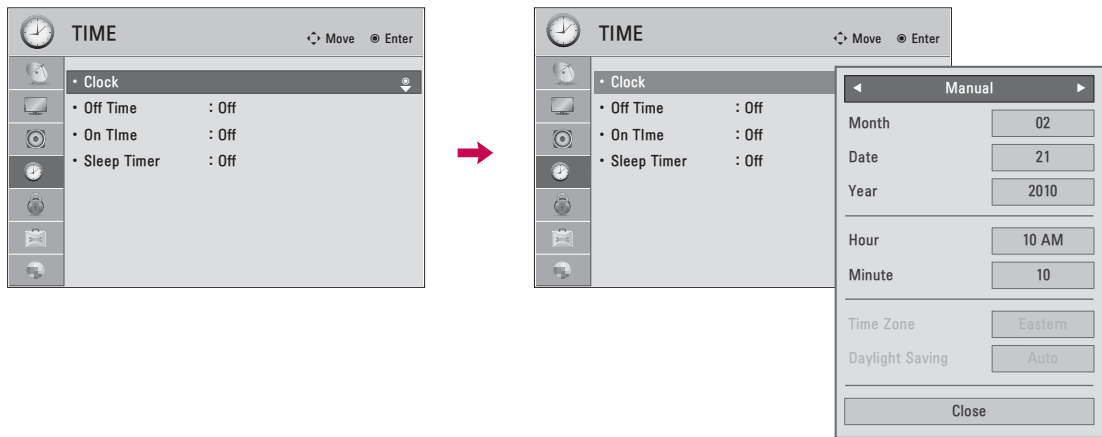 TIME
Move Enter
• Clock
• Off Time : Off
• On TIme : Off
• Sleep Timer : Off
TIME
Move Enter
• Clock
• Off Time : Off
• On TIme : Off
• Sleep Timer : Off
◄ Manual ►
Month 02
Date 21
Year 2010
Hour 10 AM
Minute 10
Time Zone Eastern
Daylight Saving Auto
Close